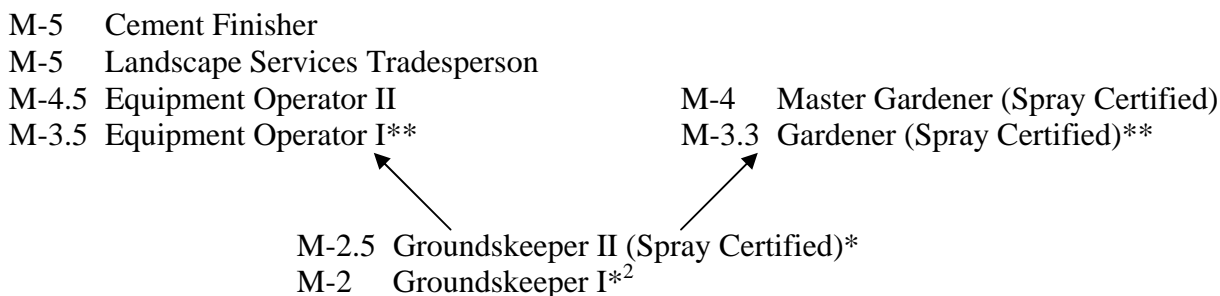 M-5 Cement Finisher
M-5 Landscape Services Tradesperson
M-4.5 Equipment Operator II
M-3.5 Equipment Operator I**
M-4 Master Gardener (Spray Certified)
M-3.3 Gardener (Spray Certified)**
M-2.5 Groundskeeper II (Spray Certified)*
M-2 Groundskeeper I*²